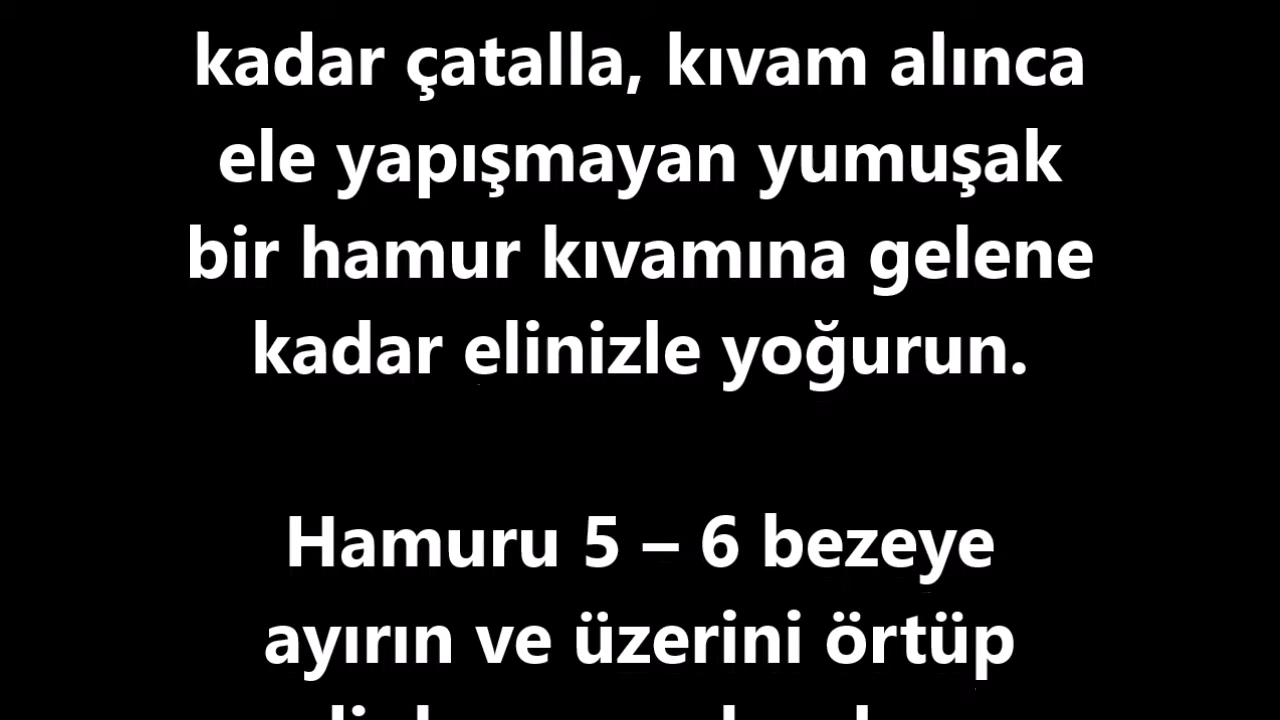 kadar çatalla, kıvam alınca
ele yapışmayan yumuşak
bir hamur kıvamına gelene
kadar elinizle yoğurun.
Hamuru 5 – 6 bezeye
ayırın ve üzerini örtüp